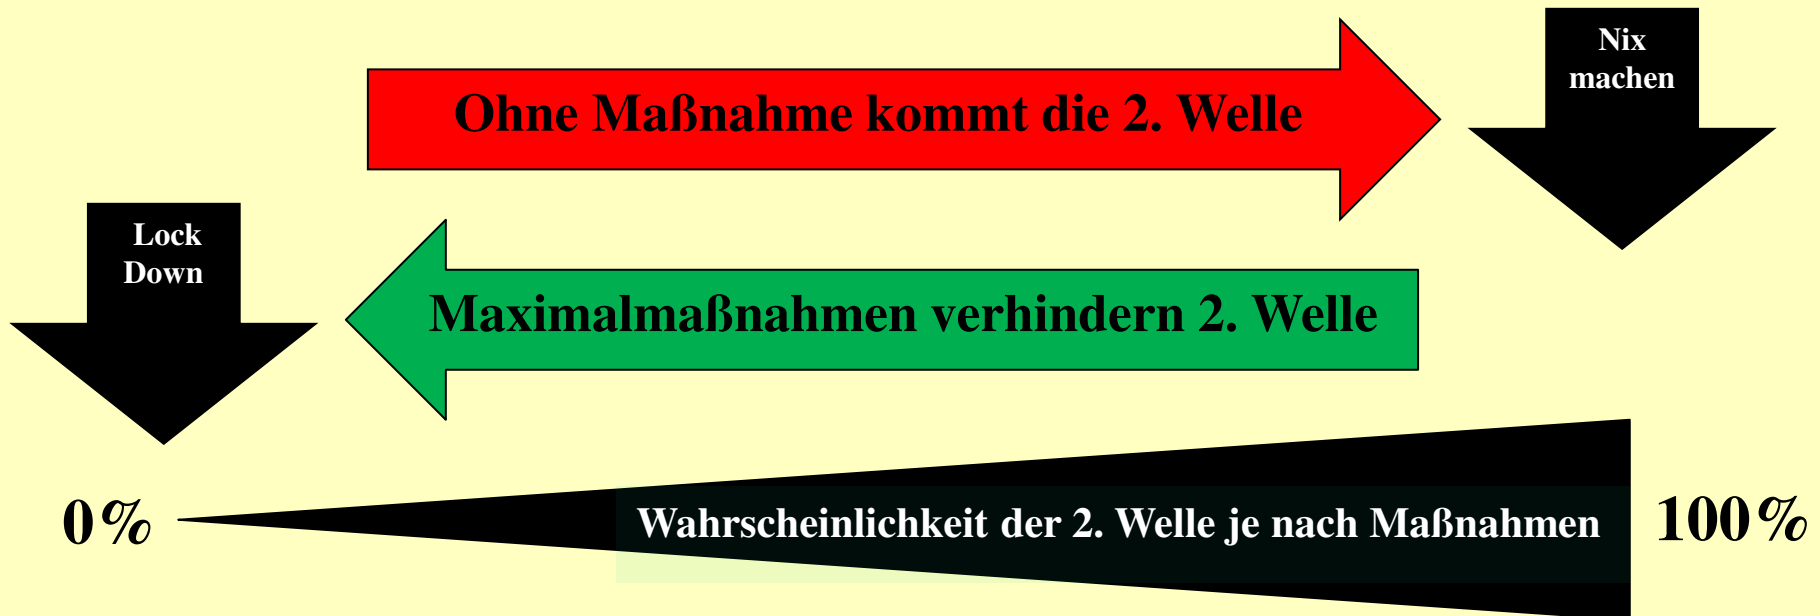 Nix
machen
Ohne Maßnahme kommt die 2. Welle
Lock
Down
Maximalmaßnahmen verhindern 2. Welle
0%
Wahrscheinlichkeit der 2. Welle je nach Maßnahmen
100%